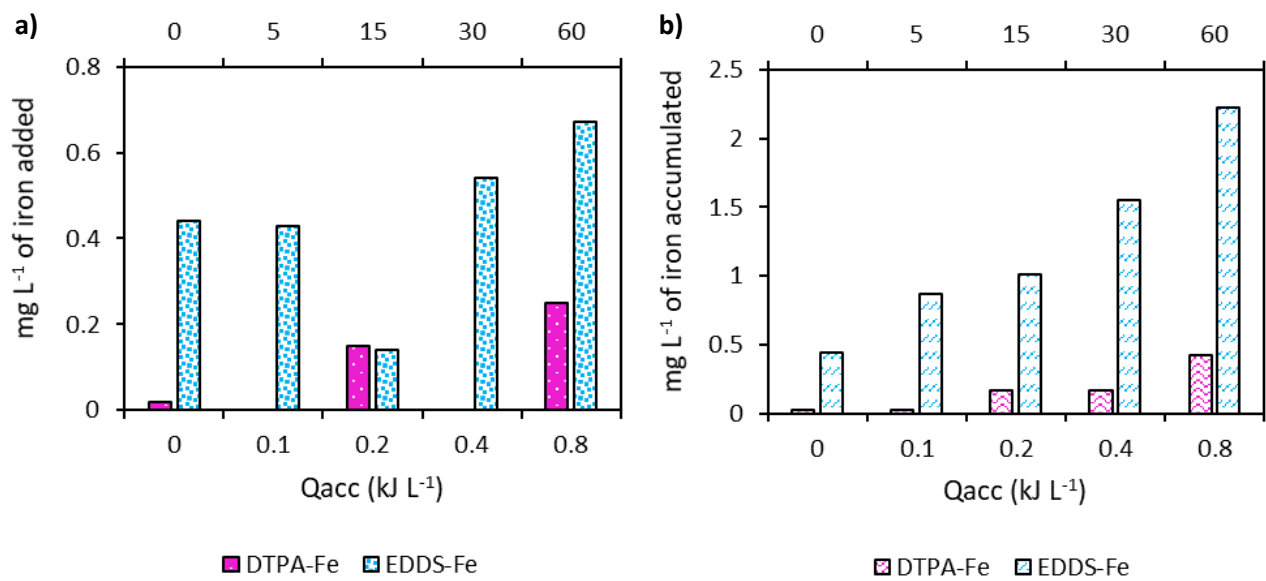 a)
0 5 15 30 60
0.8
0.6
0.4
0.2
0
mg L⁻¹ of iron added
0 0.1 0.2 0.4 0.8
Qacc (kJ L⁻¹)
DTPA-Fe EDDS-Fe
b)
0 5 15 30 60
2.5
2
1.5
1
0.5
0
mg L⁻¹ of iron accumulated
0 0.1 0.2 0.4 0.8
Qacc (kJ L⁻¹)
DTPA-Fe EDDS-Fe